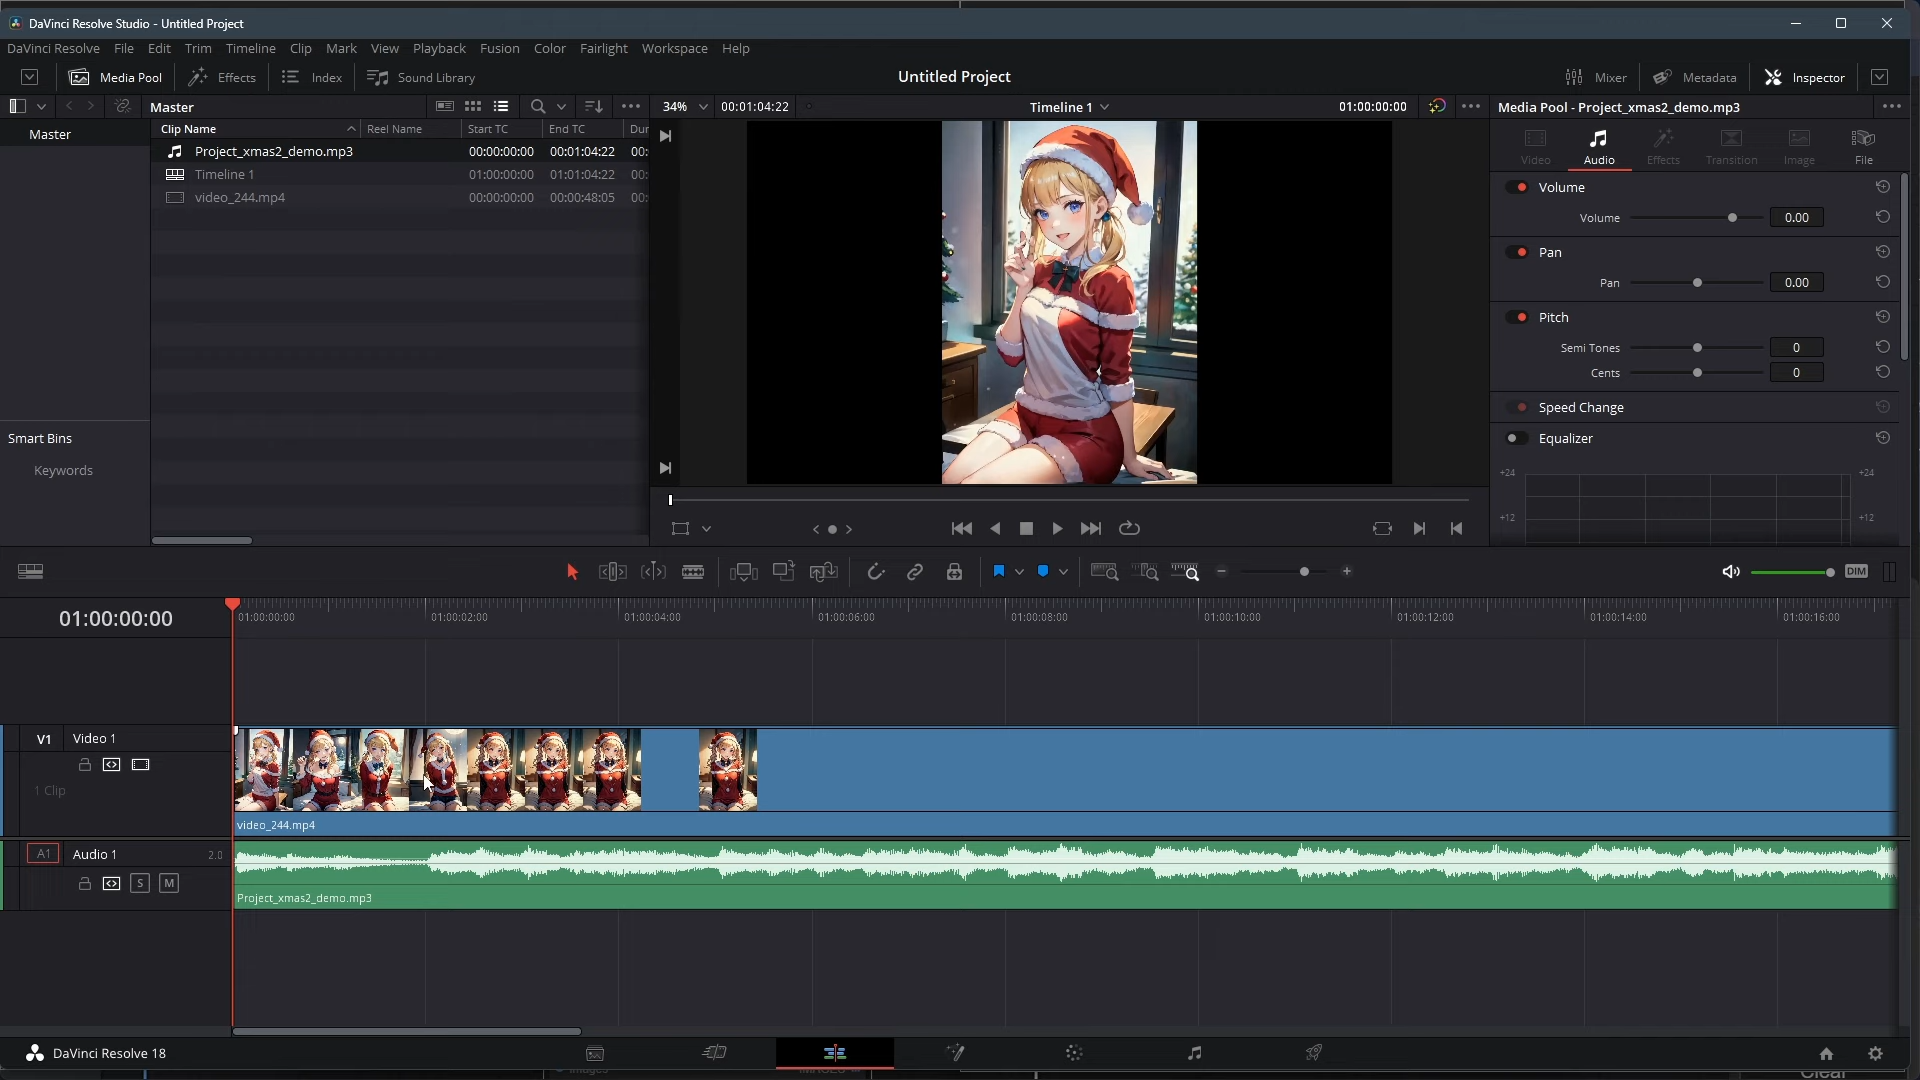 DaVinci Resolve Studio - Untitled Project
DaVinci Resolve File Edit Trim Timeline Clip Mark View Playback Fusion Color Fairlight Workspace Help
Media Pool Effects Index Sound Library Untitled Project Mixer Metadata Inspector
Master 34% 00:01:04:22 Timeline 1 01:00:00:00 Media Pool - Project_xmas2_demo.mp3
Master
Clip Name Reel Name Start TC End TC Dur
Project_xmas2_demo.mp3 00:00:00:00 00:01:04:22 00:
Timeline 1 01:00:00:00 01:01:04:22 00:
video_244.mp4 00:00:00:00 00:00:48:05 00:
Smart Bins
Keywords
Video Audio Effects Transition Image File
Volume
Volume 0.00
Pan
Pan 0.00
Pitch
Semi Tones 0
Cents 0
Speed Change
Equalizer
+24 +24
+12 +12
DIM
01:00:00:00
01:00:00:00 01:00:02:00 01:00:04:00 01:00:06:00 01:00:08:00 01:00:10:00 01:00:12:00 01:00:14:00 01:00:16:00
V1 Video 1
1 Clip
video_244.mp4
A1 Audio 1 2.0
S M
Project_xmas2_demo.mp3
DaVinci Resolve 18